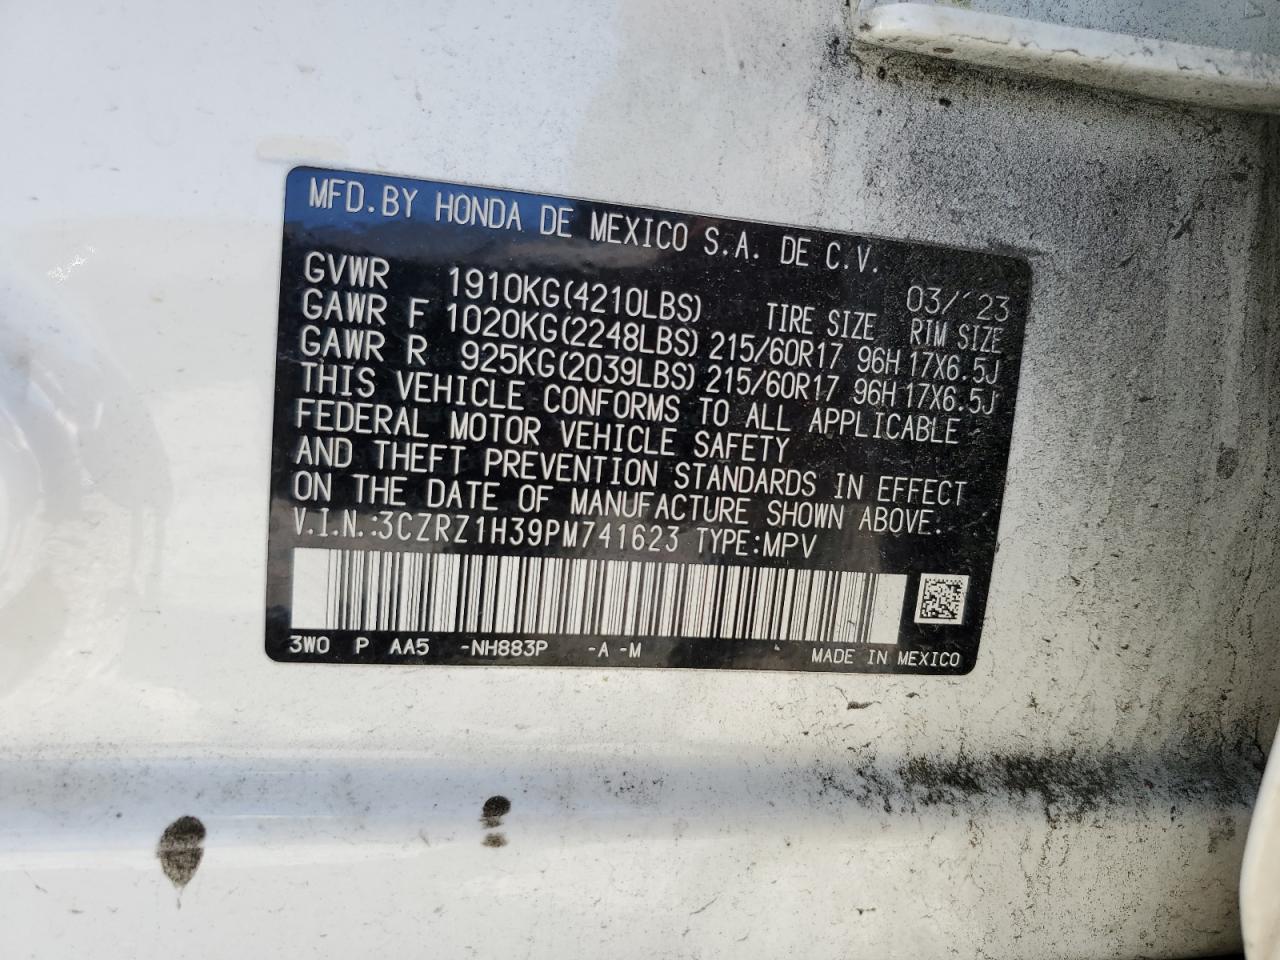 MFD.BY HONDA DE MEXICO S.A. DE C.V.
GVWR 1910KG(4210LBS) 03/'23
GAWR F 1020KG(2248LBS) TIRE SIZE 215/60R17 96H RIM SIZE 17X6.5J
GAWR R 925KG(2039LBS) 215/60R17 96H 17X6.5J
THIS VEHICLE CONFORMS TO ALL APPLICABLE
FEDERAL MOTOR VEHICLE SAFETY
AND THEFT PREVENTION STANDARDS IN EFFECT
ON THE DATE OF MANUFACTURE SHOWN ABOVE.
V.I.N.:3CZRZ1H39PM741623 TYPE:MPV
3W0 P AA5 -NH883P -A -M MADE IN MEXICO